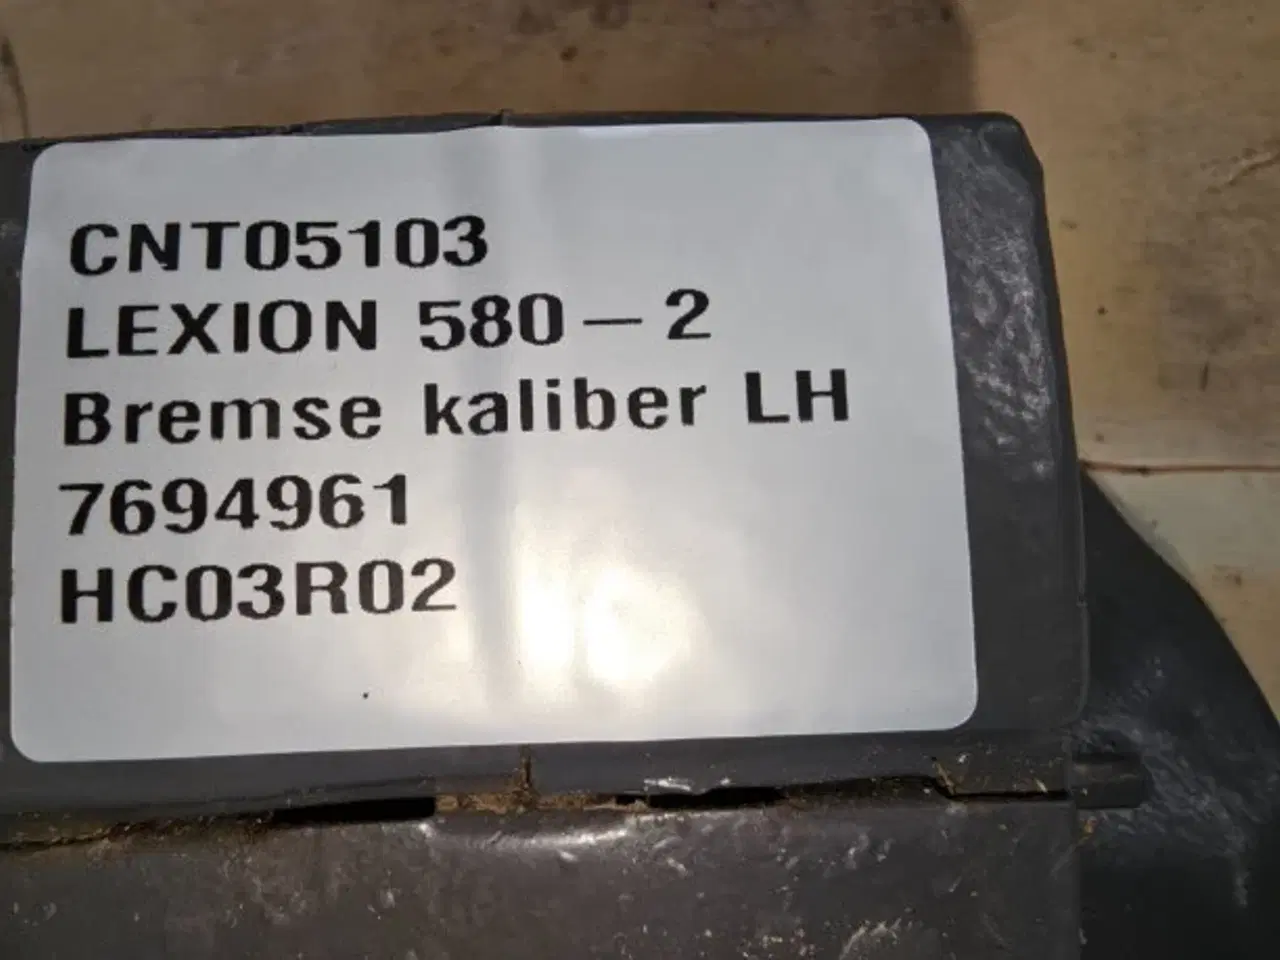 CNT05103
LEXION 580 – 2
Bremse kaliber LH
7694961
HC03R02